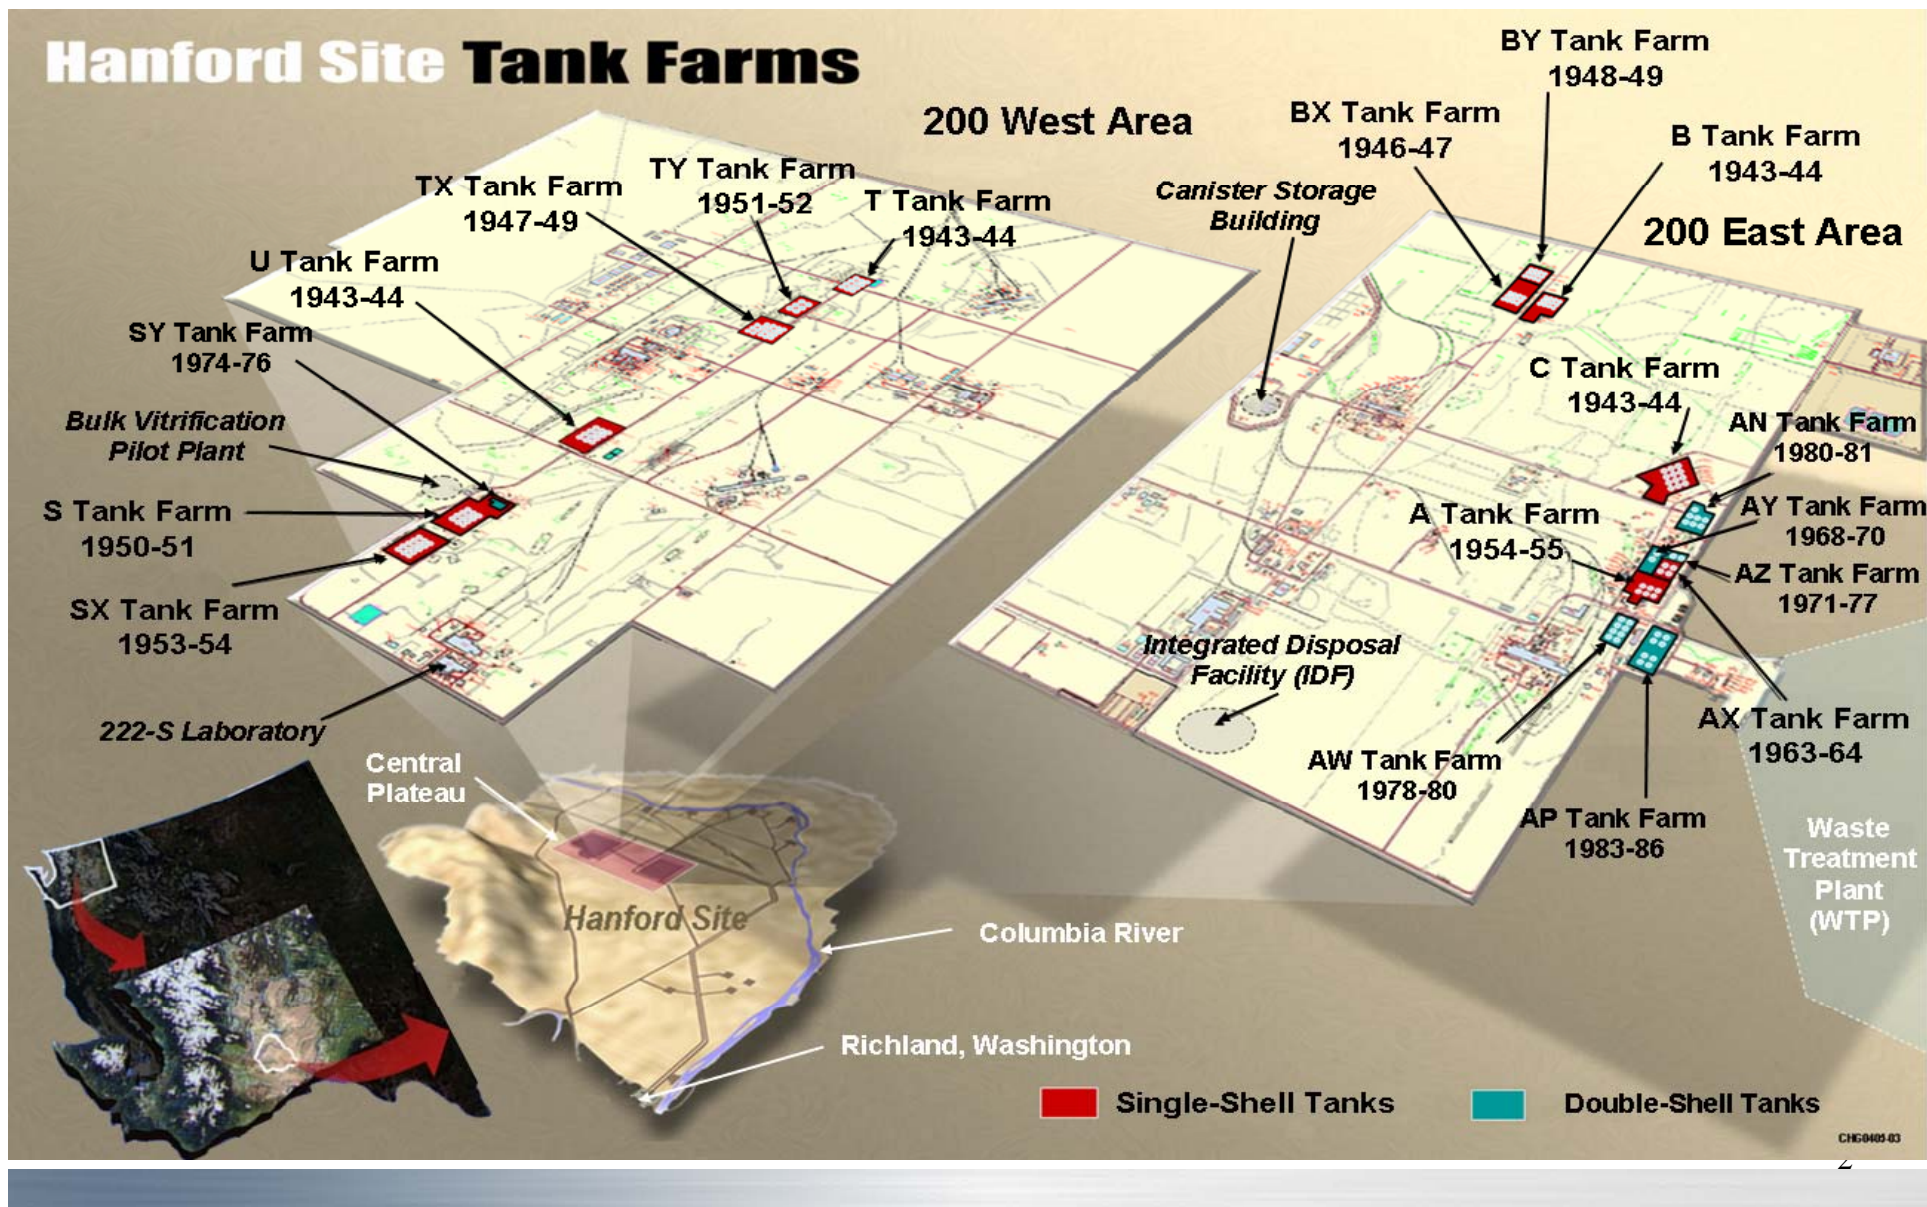 Hanford Site Tank Farms
200 West Area
BY Tank Farm
1948-49
BX Tank Farm
1946-47
B Tank Farm
1943-44
Canister Storage
Building
200 East Area
TY Tank Farm
1951-52
TX Tank Farm
1947-49
T Tank Farm
1943-44
U Tank Farm
1943-44
SY Tank Farm
1974-76
Bulk Vitrification
Pilot Plant
S Tank Farm
1950-51
SX Tank Farm
1953-54
222-S Laboratory
C Tank Farm
1943-44
AN Tank Farm
1980-81
A Tank Farm
1954-55
AY Tank Farm
1968-70
AZ Tank Farm
1971-77
Integrated Disposal
Facility (IDF)
AX Tank Farm
1963-64
AW Tank Farm
1978-80
AP Tank Farm
1983-86
Waste
Treatment
Plant
(WTP)
Central
Plateau
Hanford Site
Columbia River
Richland, Washington
Single-Shell Tanks
Double-Shell Tanks
CHG0405-03
2